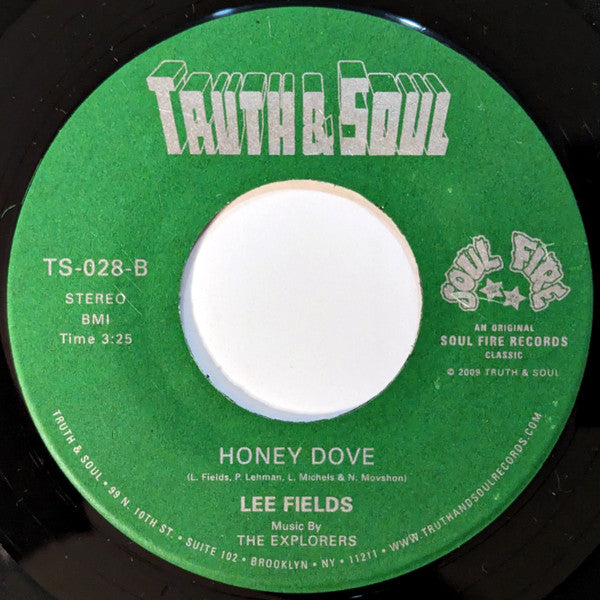 TRUTH & SOUL
TS-028-B
STEREO
BMI
Time 3:25
SOUL FIRE
AN ORIGINAL
SOUL FIRE RECORDS
CLASSIC
© 2009 TRUTH & SOUL
HONEY DOVE
(L. Fields, P. Lehman, L. Michels & N. Movshon)
LEE FIELDS
Music By
THE EXPLORERS
TRUTH & SOUL • 99 N. 10TH ST. • SUITE 102 • BROOKLYN • NY • 11211 • WWW.TRUTHANDSOULRECORDS.COM